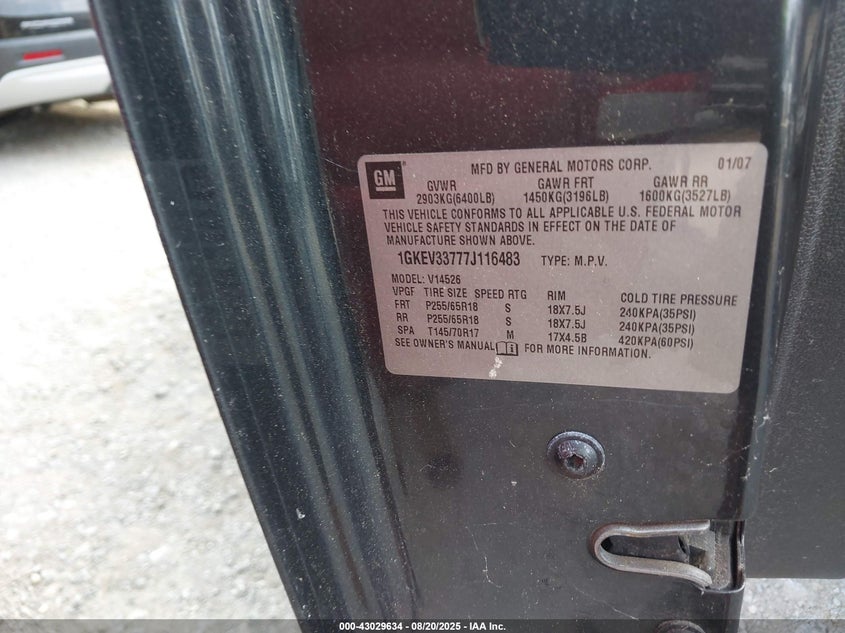 GM
MFD BY GENERAL MOTORS CORP. 01/07
GVWR GAWR FRT GAWR RR
2903KG(6400LB) 1450KG(3196LB) 1600KG(3527LB)
THIS VEHICLE CONFORMS TO ALL APPLICABLE U.S. FEDERAL MOTOR
VEHICLE SAFETY STANDARDS IN EFFECT ON THE DATE OF
MANUFACTURE SHOWN ABOVE.
1GKEV33777J116483 TYPE: M.P.V.
MODEL: V14526
VPGF TIRE SIZE SPEED RTG RIM COLD TIRE PRESSURE
FRT P255/65R18 S 18X7.5J 240KPA(35PSI)
RR P255/65R18 S 18X7.5J 240KPA(35PSI)
SPA T145/70R17 M 17X4.5B 420KPA(60PSI)
SEE OWNER'S MANUAL FOR MORE INFORMATION.
000-43029634 - 08/20/2025 - IAA Inc.